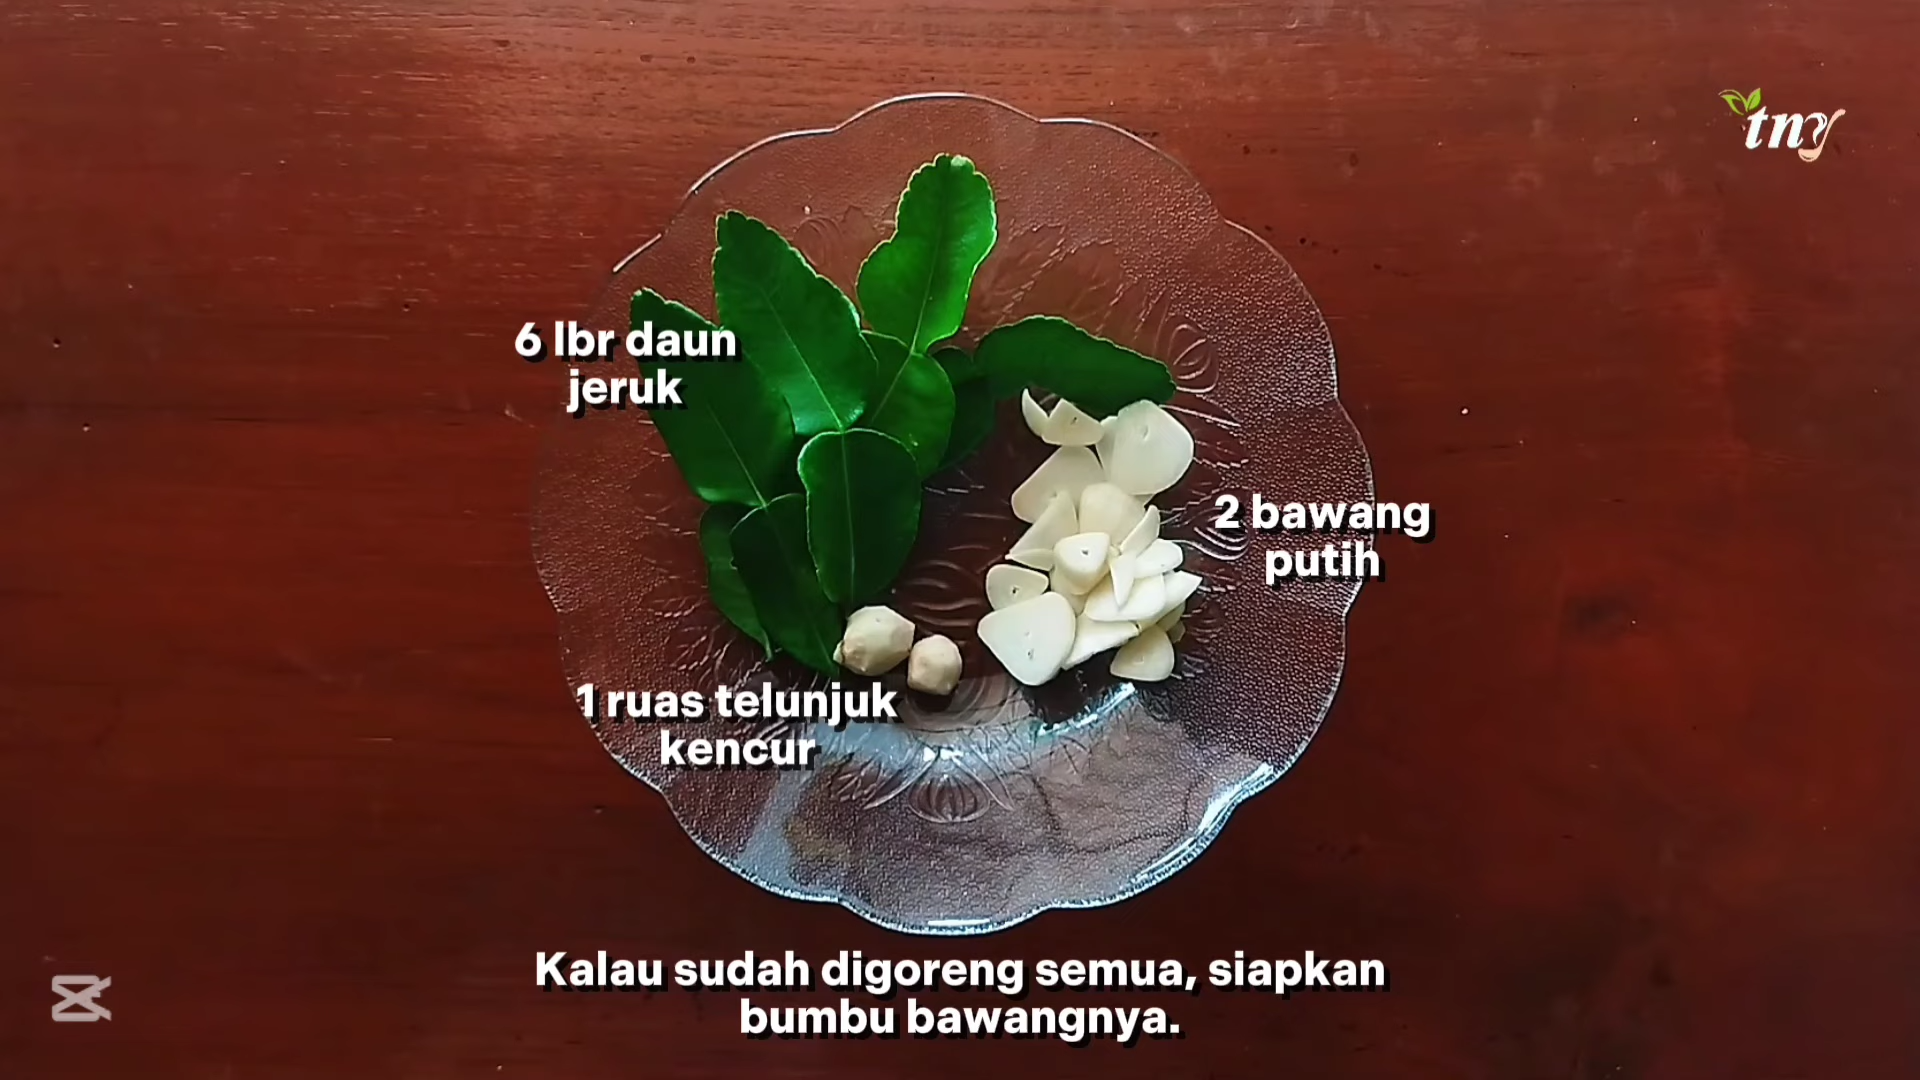 tny
6 lbr daun
jeruk
2 bawang
putih
1 ruas telunjuk
kencur
Kalau sudah digoreng semua, siapkan
bumbu bawangnya.